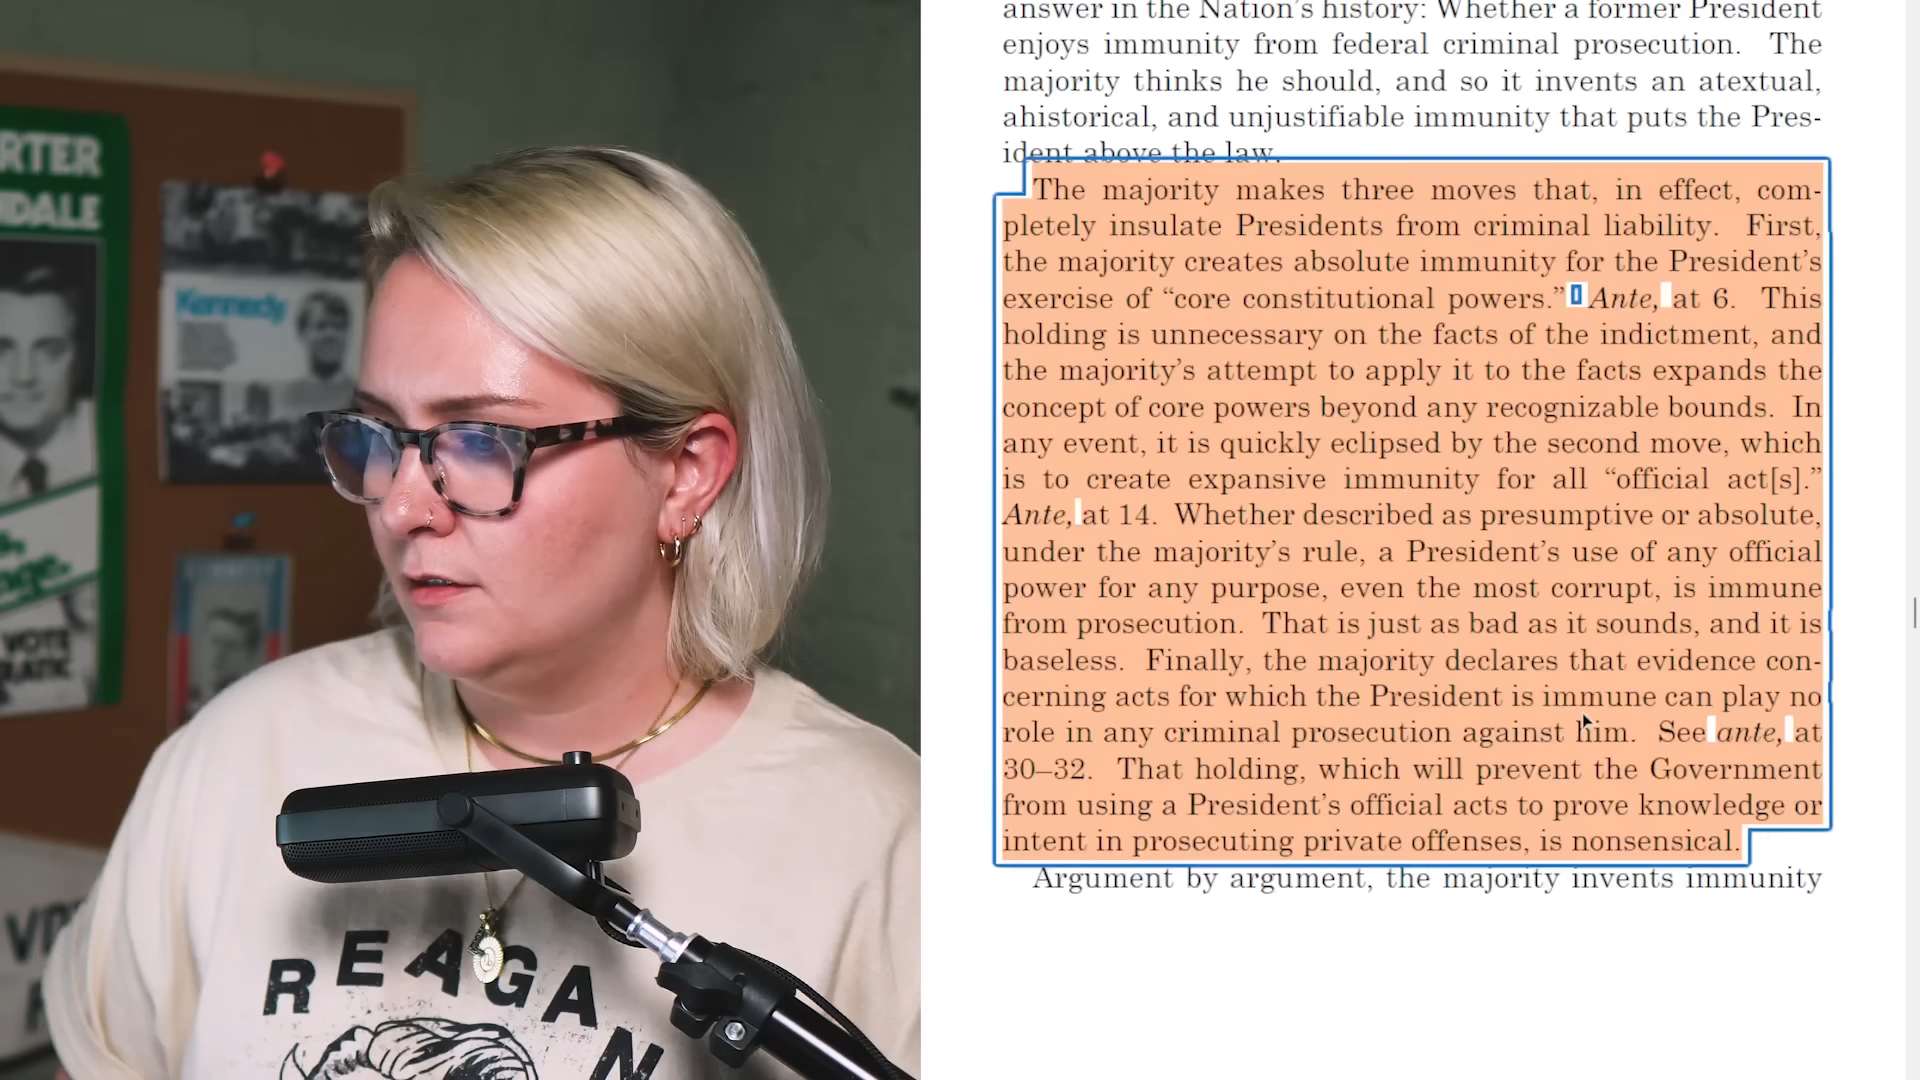 RTER
NDALE
Kennedy
VOTE
REAGAN
answer in the Nation's history: Whether a former President
enjoys immunity from federal criminal prosecution. The
majority thinks he should, and so it invents an atextual,
ahistorical, and unjustifiable immunity that puts the Pres-
ident above the law.
The majority makes three moves that, in effect, com-
pletely insulate Presidents from criminal liability. First,
the majority creates absolute immunity for the President's
exercise of “core constitutional powers.” Ante, at 6. This
holding is unnecessary on the facts of the indictment, and
the majority's attempt to apply it to the facts expands the
concept of core powers beyond any recognizable bounds. In
any event, it is quickly eclipsed by the second move, which
is to create expansive immunity for all “official act[s].”
Ante, at 14. Whether described as presumptive or absolute,
under the majority's rule, a President's use of any official
power for any purpose, even the most corrupt, is immune
from prosecution. That is just as bad as it sounds, and it is
baseless. Finally, the majority declares that evidence con-
cerning acts for which the President is immune can play no
role in any criminal prosecution against him. See ante, at
30–32. That holding, which will prevent the Government
from using a President's official acts to prove knowledge or
intent in prosecuting private offenses, is nonsensical.
Argument by argument, the majority invents immunity